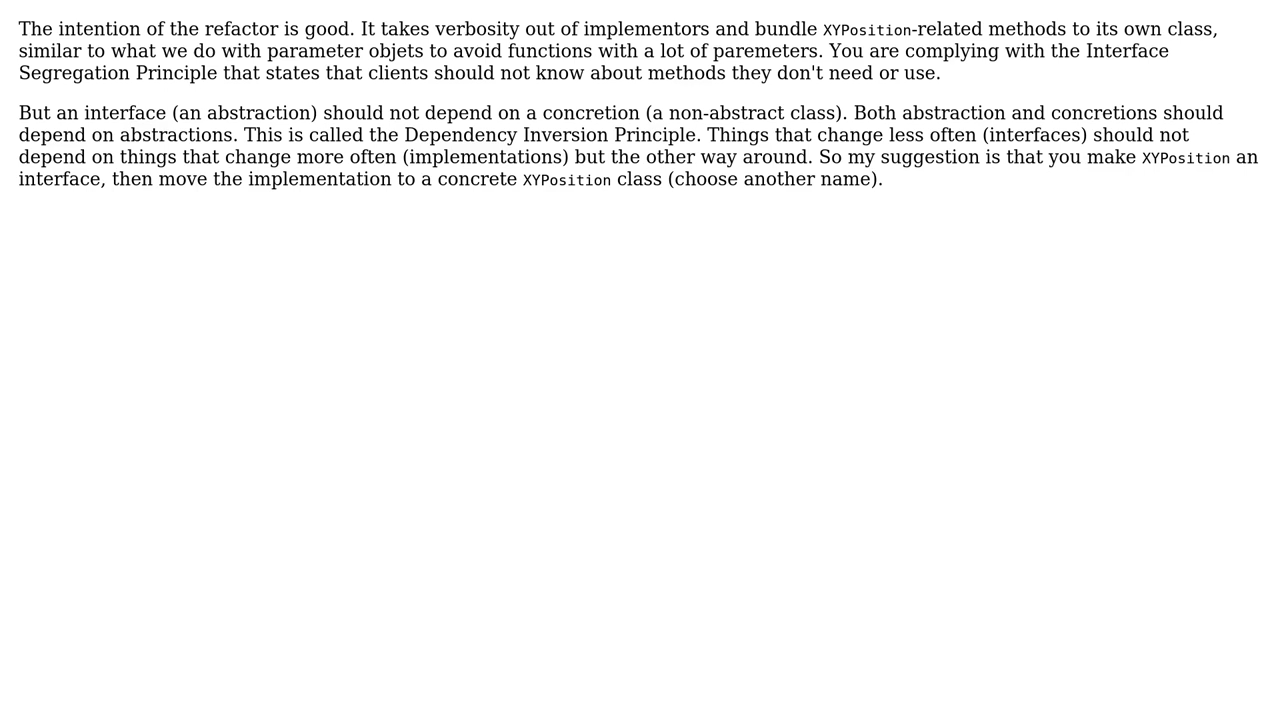 The intention of the refactor is good. It takes verbosity out of implementors and bundle XYPosition-related methods to its own class,
similar to what we do with parameter objets to avoid functions with a lot of paremeters. You are complying with the Interface
Segregation Principle that states that clients should not know about methods they don't need or use.
But an interface (an abstraction) should not depend on a concretion (a non-abstract class). Both abstraction and concretions should
depend on abstractions. This is called the Dependency Inversion Principle. Things that change less often (interfaces) should not
depend on things that change more often (implementations) but the other way around. So my suggestion is that you make XYPosition an
interface, then move the implementation to a concrete XYPosition class (choose another name).